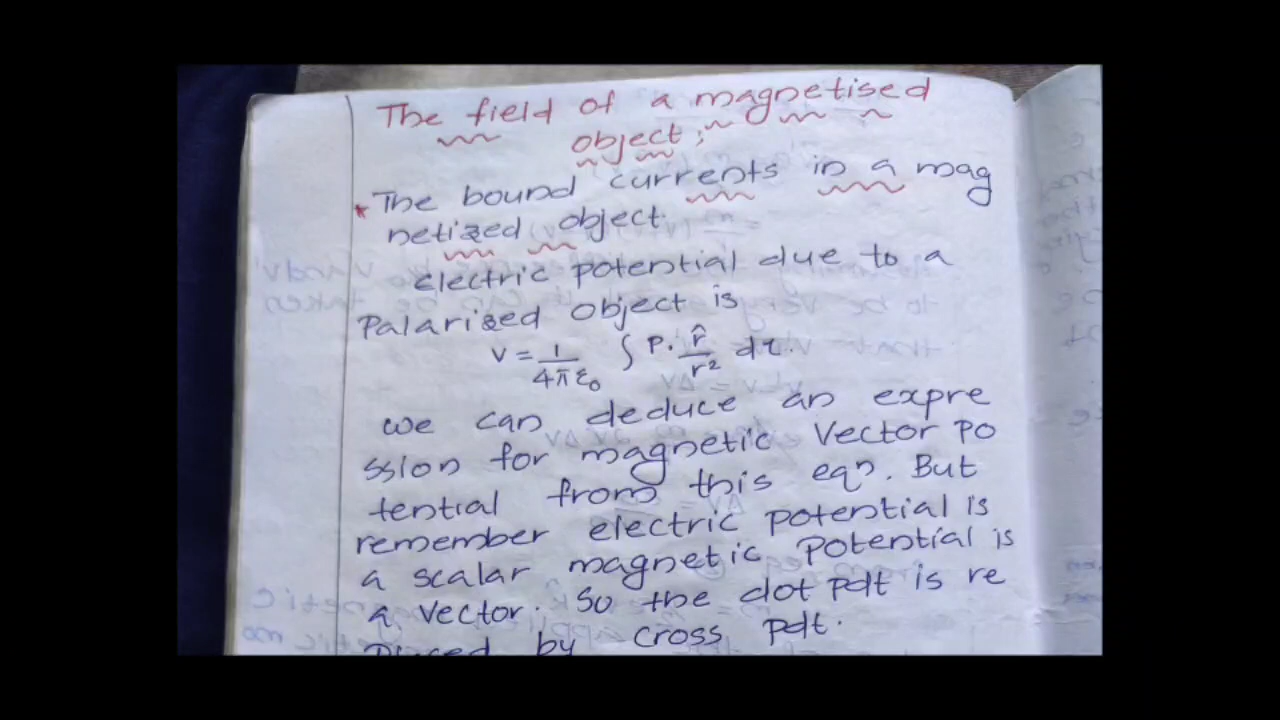 The field of a magnetised
object;
* The bound currents in a mag
netized object.
electric potential due to a
Palarized object is
V = 1/4πε₀ ∫ P. r̂/r² dτ.
we can deduce an expre
ssion for magnetic Vector po
tential from this eqn. But
remember electric potential is
a scalar magnetic potential is
a vector. So the dot pdt is re
placed by cross pdt.